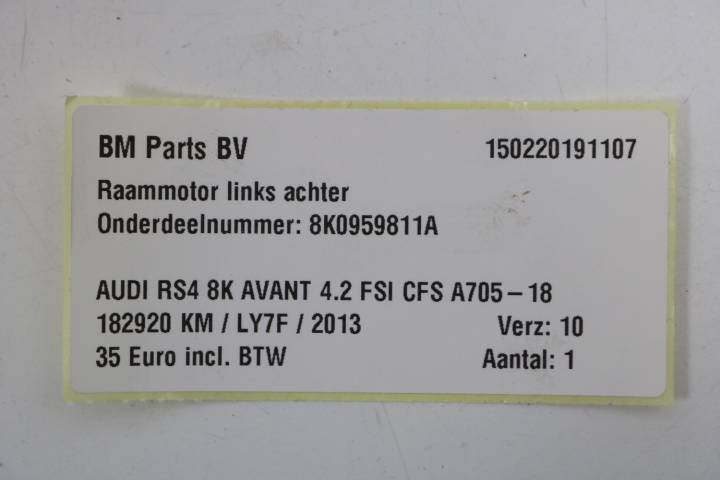 BM Parts BV 150220191107
Raammotor links achter
Onderdeelnummer: 8K0959811A
AUDI RS4 8K AVANT 4.2 FSI CFS A705-18
182920 KM / LY7F / 2013 Verz: 10
35 Euro incl. BTW Aantal: 1